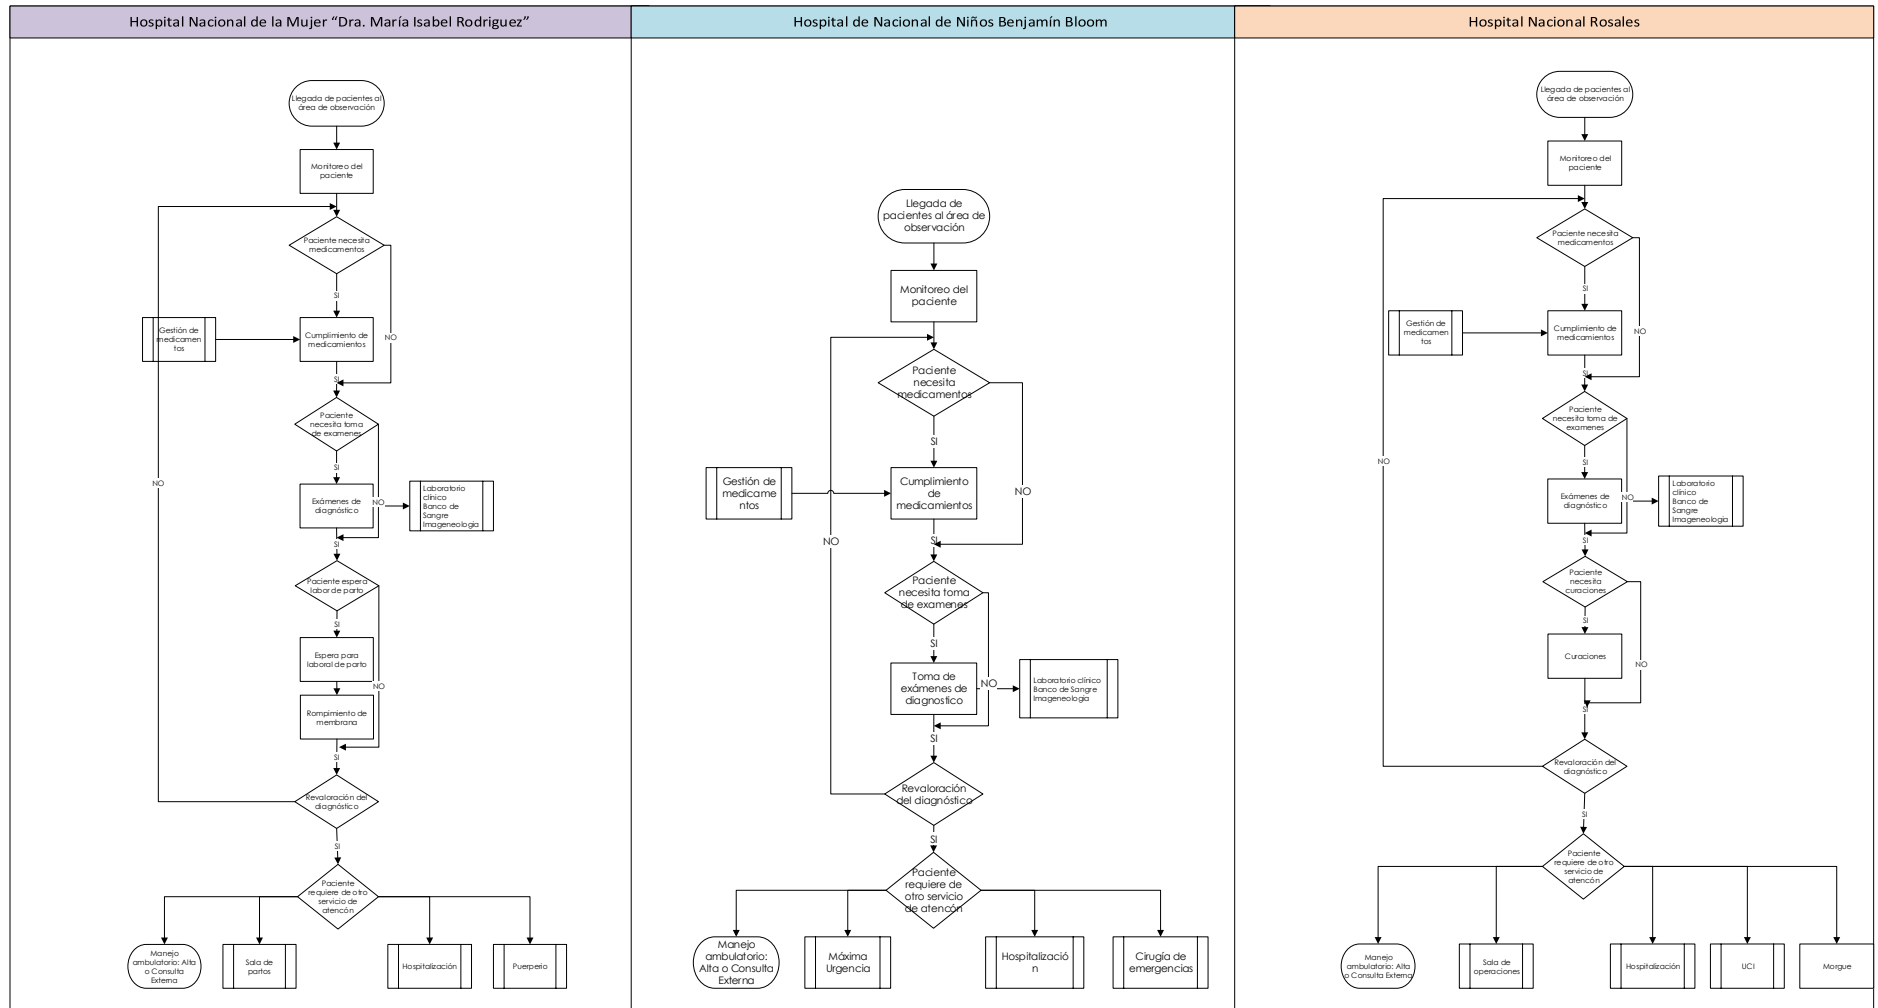 Hospital Nacional de la Mujer “Dra. María Isabel Rodriguez”
Llegada de pacientes al
área de observación
Monitoreo del
paciente
Paciente necesita
medicamentos
SI
Gestión de
medicamen
tos
Cumplimiento de
medicamientos
NO
SI
Paciente
necesita toma
de examenes
SI
NO
Exámenes de
diagnóstico
NO
Laboratorio
clínico
Banco de
Sangre
Imageneologia
SI
Paciente espera
labor de parto
SI
Espera para
laboral de parto
NO
Rompimiento de
membrana
SI
Revaloración del
diagnóstico
SI
Paciente
requiere de otro
servicio de
atencón
Manejo
ambulatorio: Alta
o Consulta
Externa
Sala de
partos
Hospitalización
Puerperio
Hospital de Nacional de Niños Benjamín Bloom
Llegada de
pacientes al área de
observación
Monitoreo del
paciente
Paciente
necesita
medicamentos
SI
Gestión de
medicame
ntos
Cumplimiento
de
medicamientos
NO
NO
SI
Paciente
necesita toma
de examenes
SI
Toma de
exámenes de
diagnostico
NO
Laboratorio clínico
Banco de Sangre
Imageneologia
SI
Revaloración
del diagnóstico
SI
Paciente
requiere de
otro servicio
de atencón
Manejo
ambulatorio:
Alta o Consulta
Externa
Máxima
Urgencia
Hospitalizació
n
Cirugía de
emergencias
Hospital Nacional Rosales
Llegada de pacientes al
área de observación
Monitoreo del
paciente
Paciente necesita
medicamentos
SI
Gestión de
medicamen
tos
Cumplimiento de
medicamientos
NO
SI
Paciente
necesita toma de
examenes
NO
SI
Exámenes de
diagnóstico
NO
Laboratorio
clínico
Banco de
Sangre
Imageneologia
SI
Paciente
necesita
curaciones
SI
Curaciones
NO
SI
Revaloración del
diagnóstico
SI
Paciente
requiere de otro
servicio de
atencón
Manejo
ambulatorio: Alta
o Consulta Externa
Sala de
operaciones
Hospitalización
UCI
Morgue